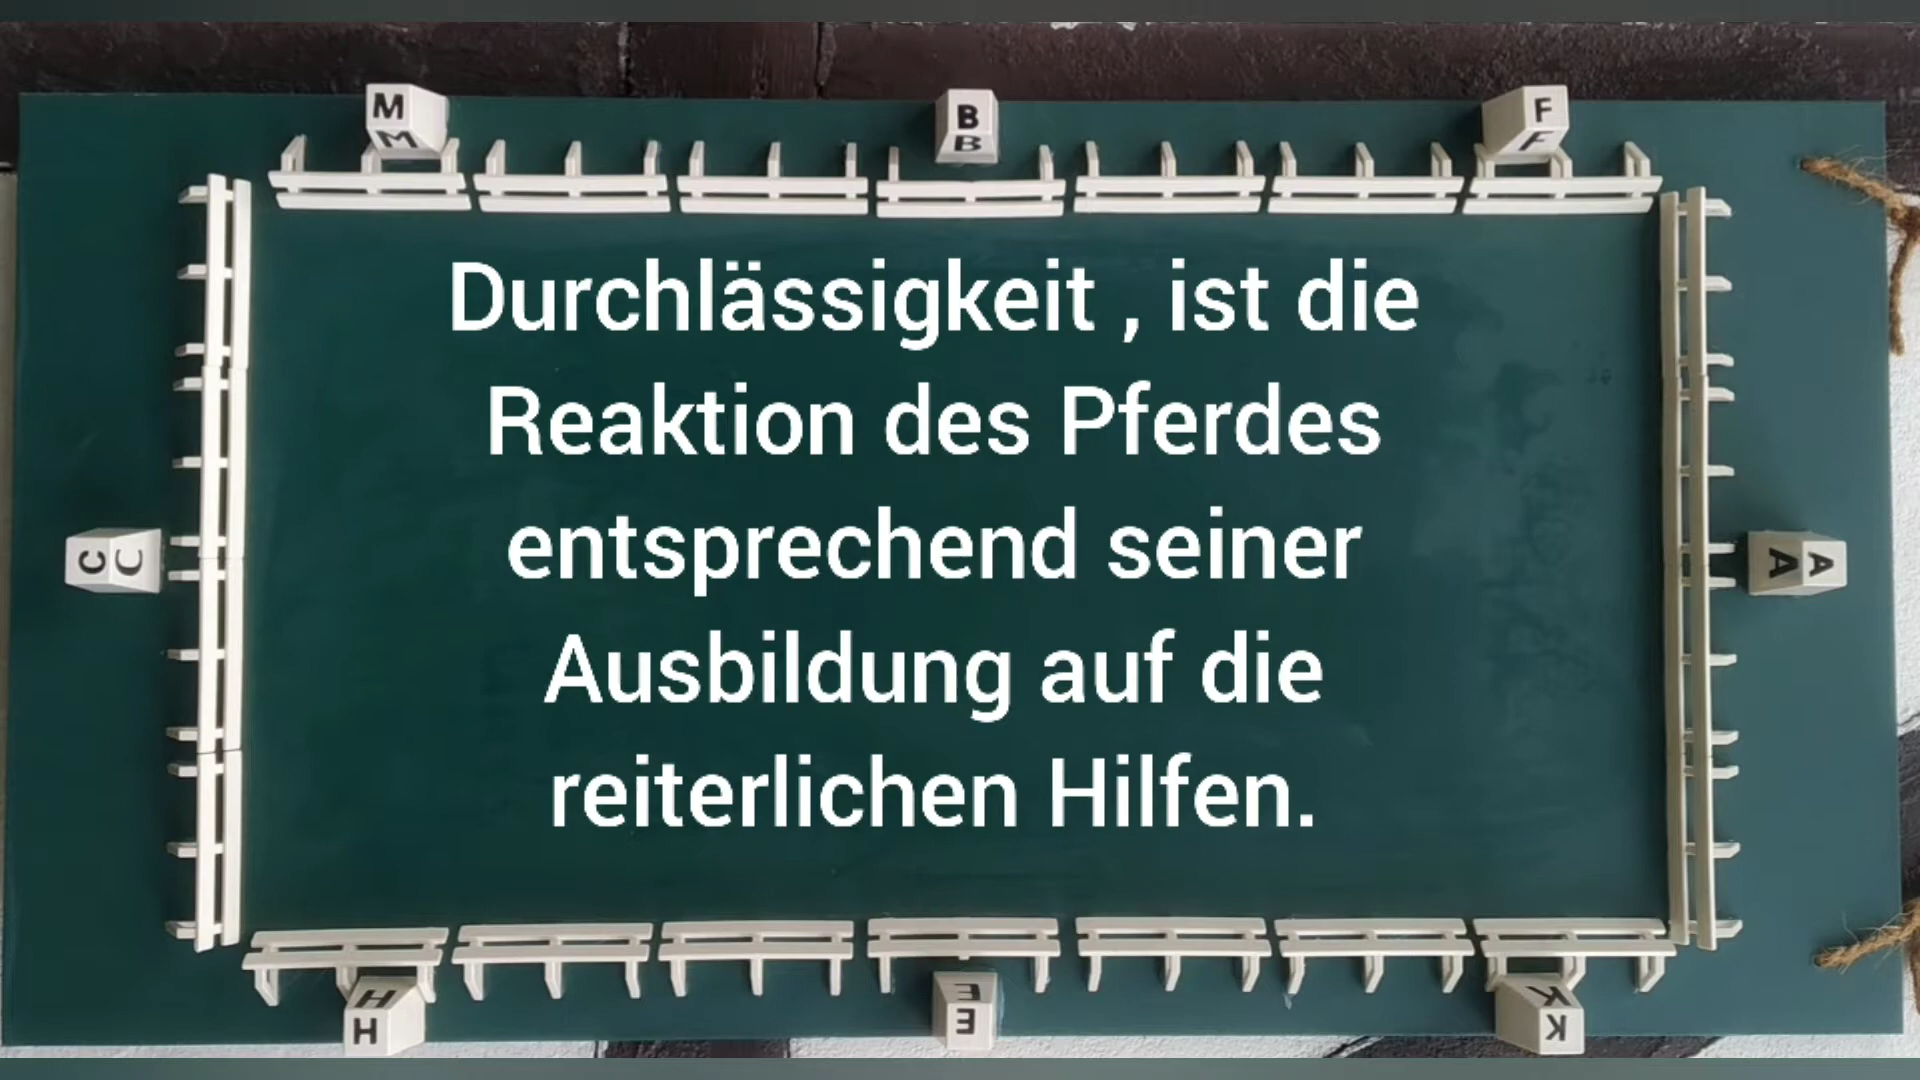 M
M
B
B
F
F
Durchlässigkeit , ist die
Reaktion des Pferdes
entsprechend seiner
Ausbildung auf die
reiterlichen Hilfen.
C C
A A
H
H
E
E
K
K